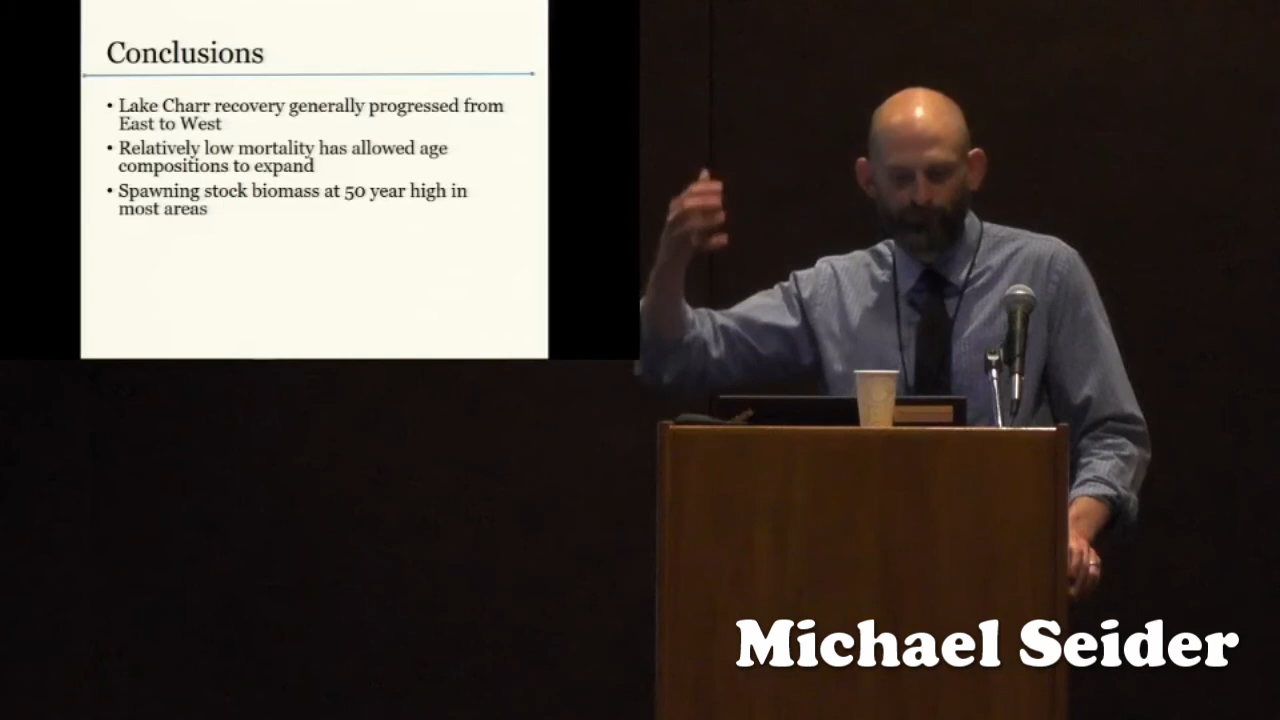 Conclusions
• Lake Charr recovery generally progressed from
East to West
• Relatively low mortality has allowed age
compositions to expand
• Spawning stock biomass at 50 year high in
most areas
Michael Seider